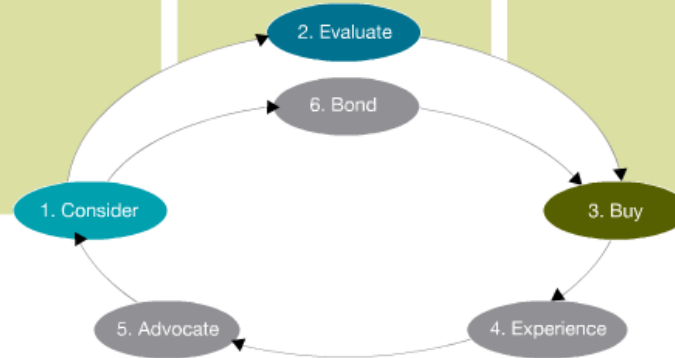 2. Evaluate
6. Bond
1. Consider
3. Buy
5. Advocate
4. Experience